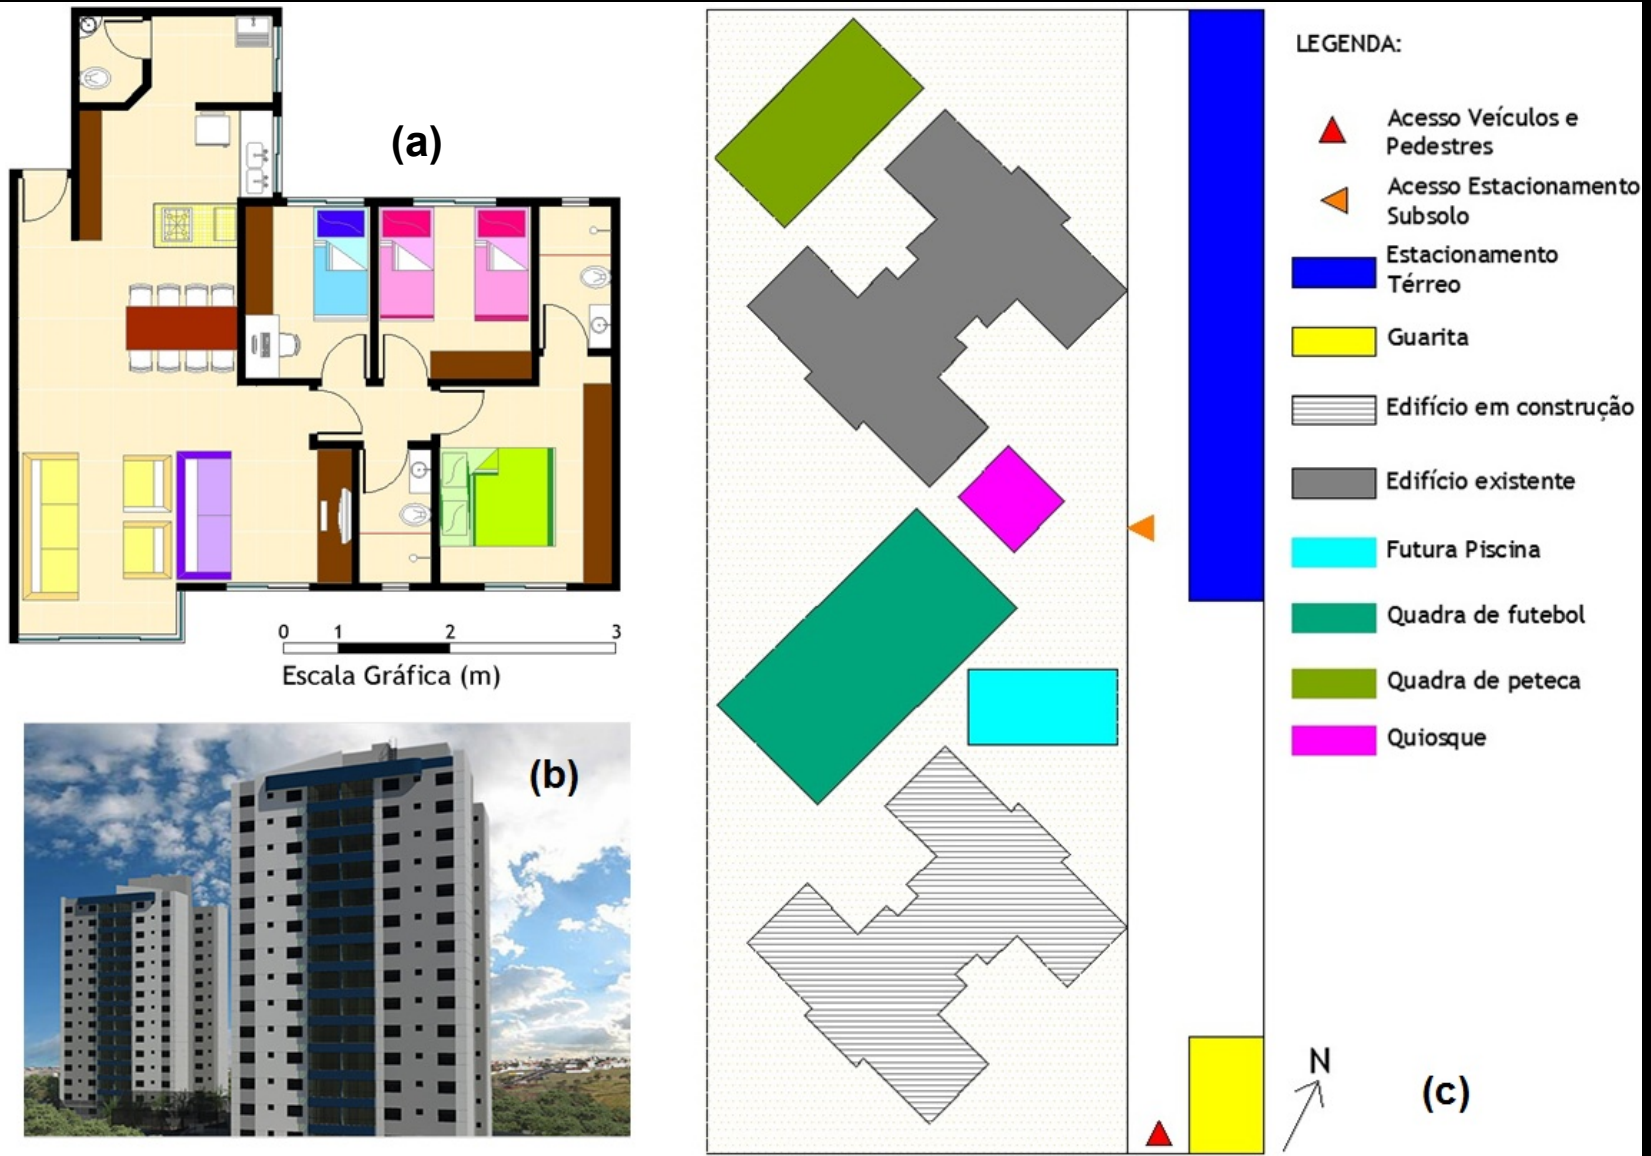 (a)
0 1 2 3
Escala Gráfica (m)
(b)
LEGENDA:
Acesso Veículos e
Pedestres
Acesso Estacionamento
Subsolo
Estacionamento
Térreo
Guarita
Edifício em construção
Edifício existente
Futura Piscina
Quadra de futebol
Quadra de peteca
Quiosque
N
(c)